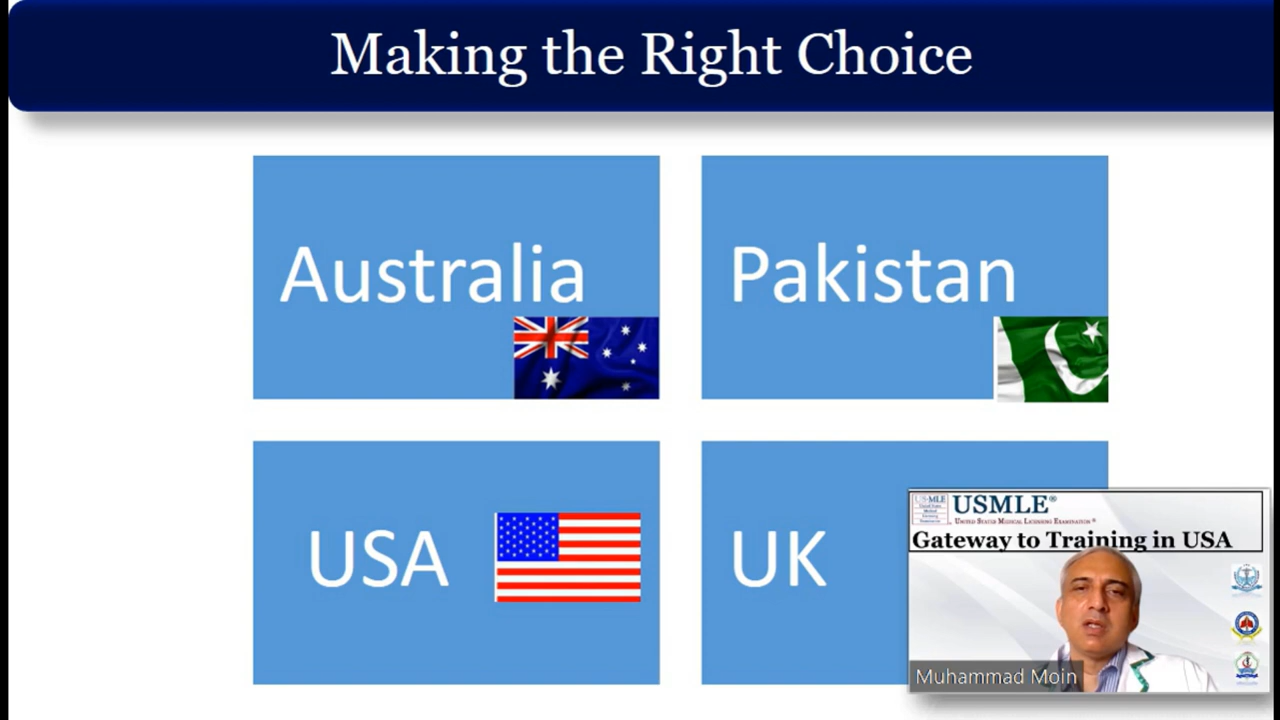 Making the Right Choice
Australia
Pakistan
USA
UK
USMLE®
UNITED STATES MEDICAL LICENSING EXAMINATION®
Gateway to Training in USA
Muhammad Moin